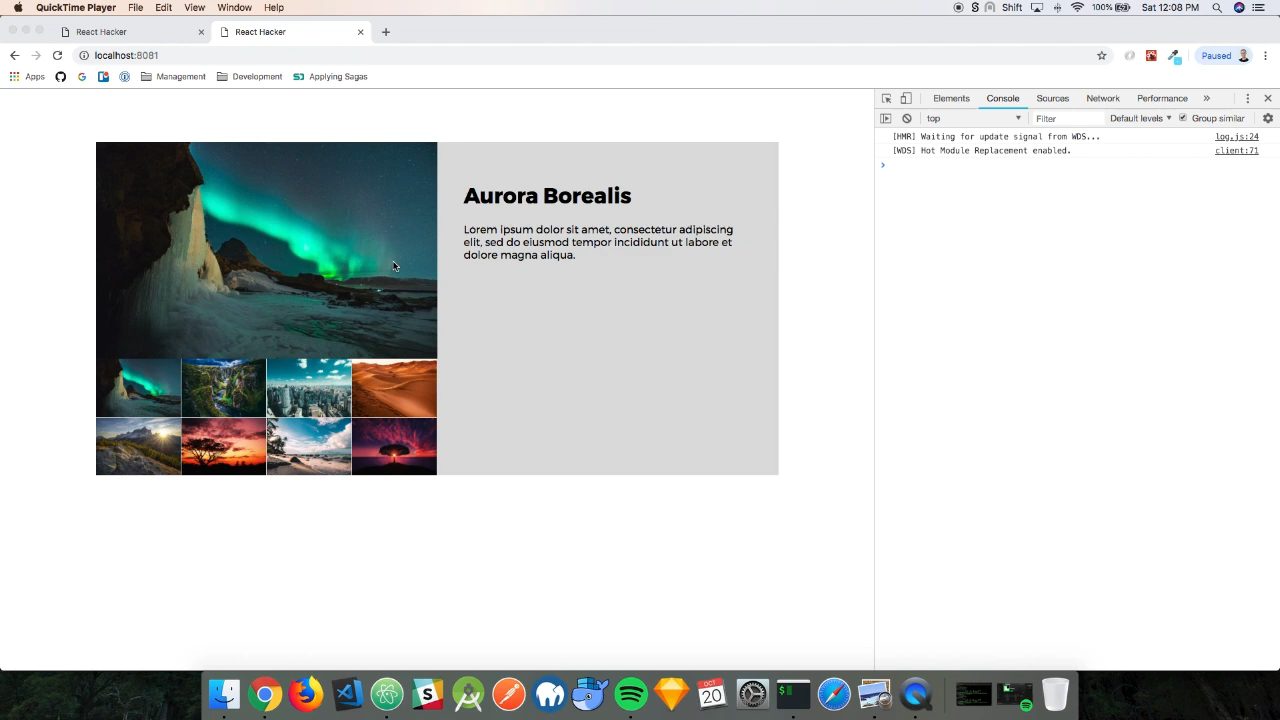 QuickTime Player File Edit View Window Help Shift 100% Sat 12:08 PM
React Hacker React Hacker
localhost:8081 Paused
Apps Management Development Applying Sagas
Elements Console Sources Network Performance
top Filter Default levels Group similar
[HMR] Waiting for update signal from WDS... log.js:24
[WDS] Hot Module Replacement enabled. client:71
Aurora Borealis
Lorem ipsum dolor sit amet, consectetur adipiscing
elit, sed do eiusmod tempor incididunt ut labore et
dolore magna aliqua.
OCT
20